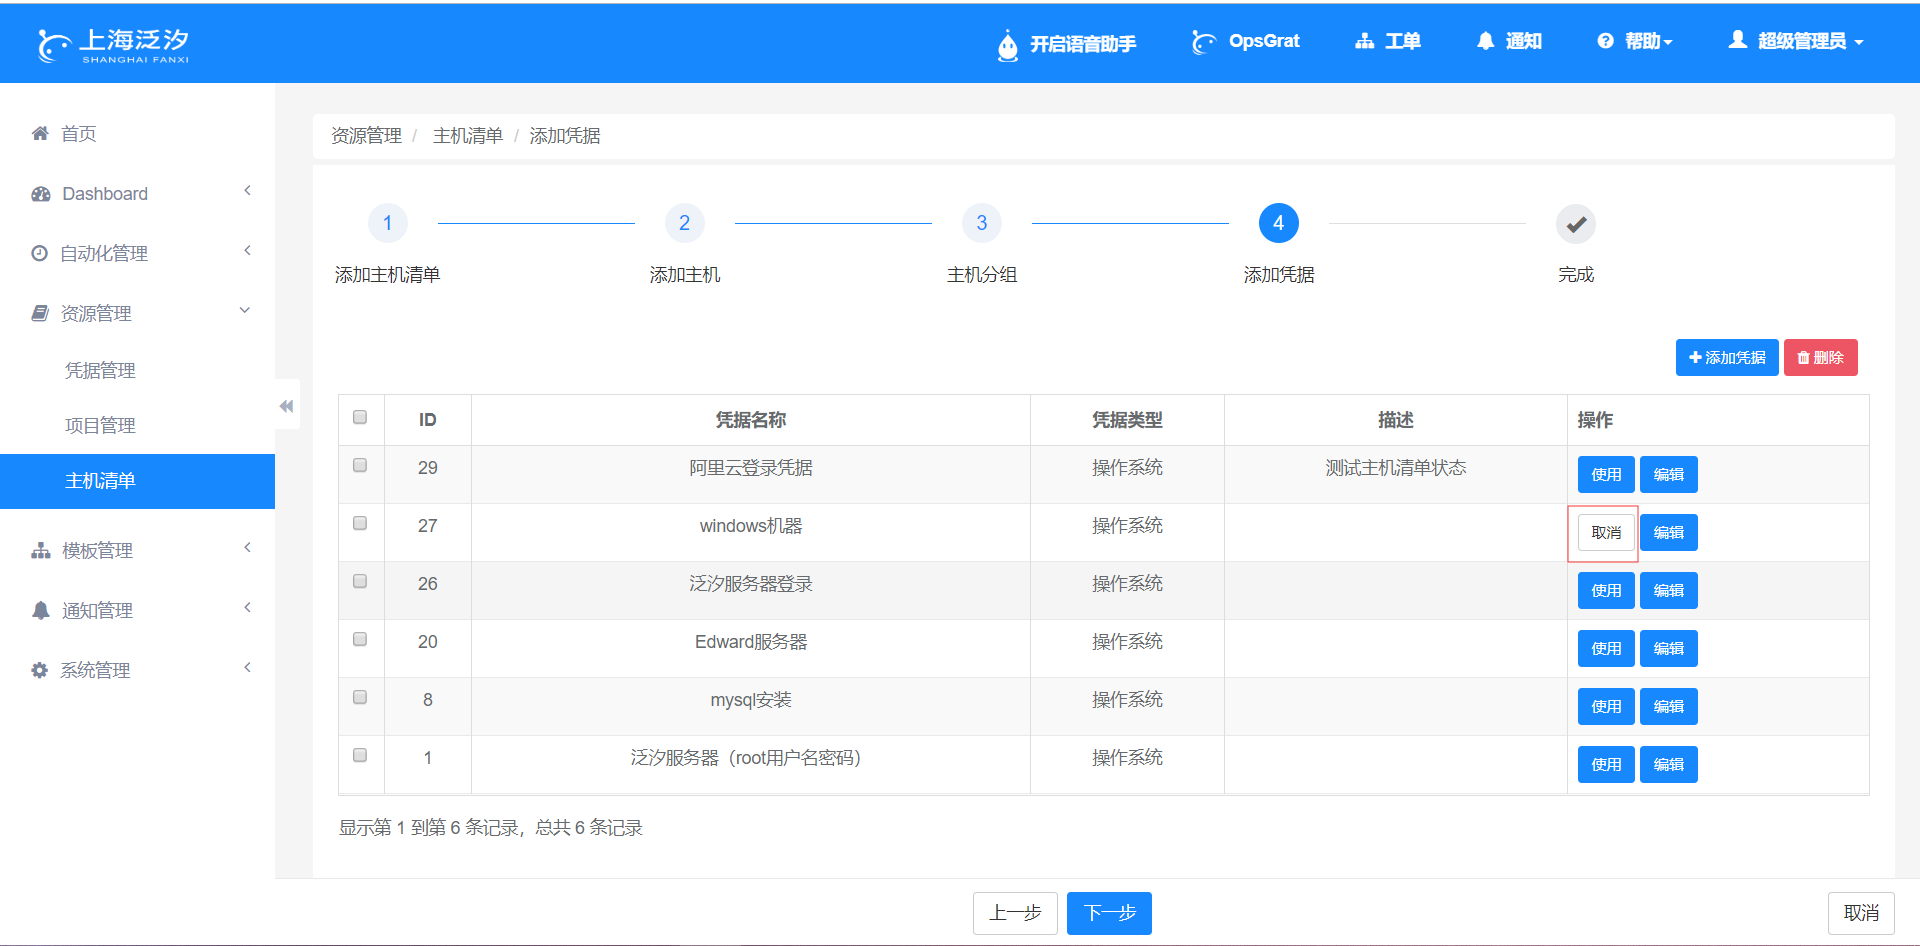 上海泛汐
SHANGHAI FANXI
开启语音助手
OpsGrat
工单
通知
帮助
超级管理员
首页
Dashboard
自动化管理
资源管理
凭据管理
项目管理
主机清单
模板管理
通知管理
系统管理
资源管理 / 主机清单 / 添加凭据
1 2 3 4
添加主机清单 添加主机 主机分组 添加凭据 完成
添加凭据 删除
ID 凭据名称 凭据类型 描述 操作
29 阿里云登录凭据 操作系统 测试主机清单状态 使用 编辑
27 windows机器 操作系统 取消 编辑
26 泛汐服务器登录 操作系统 使用 编辑
20 Edward服务器 操作系统 使用 编辑
8 mysql安装 操作系统 使用 编辑
1 泛汐服务器（root用户名密码） 操作系统 使用 编辑
显示第 1 到第 6 条记录，总共 6 条记录
上一步 下一步 取消